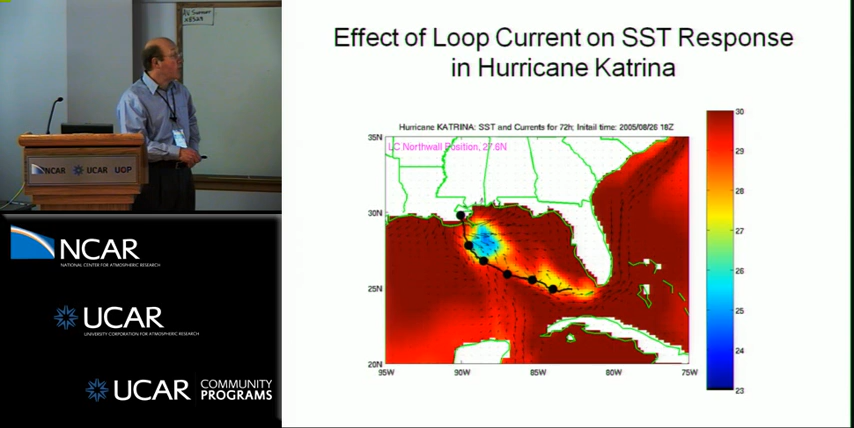 NCAR UCAR UOP
NCAR
NATIONAL CENTER FOR ATMOSPHERIC RESEARCH
UCAR
UNIVERSITY CORPORATION FOR ATMOSPHERIC RESEARCH
UCAR COMMUNITY PROGRAMS
Effect of Loop Current on SST Response
in Hurricane Katrina
Hurricane KATRINA: SST and Currents for 72h; Initail time: 2005/08/26 18Z
LC Northwall Position, 27.6N
35N
30N
25N
20N
95W 90W 85W 80W 75W
30
29
28
27
26
25
24
23